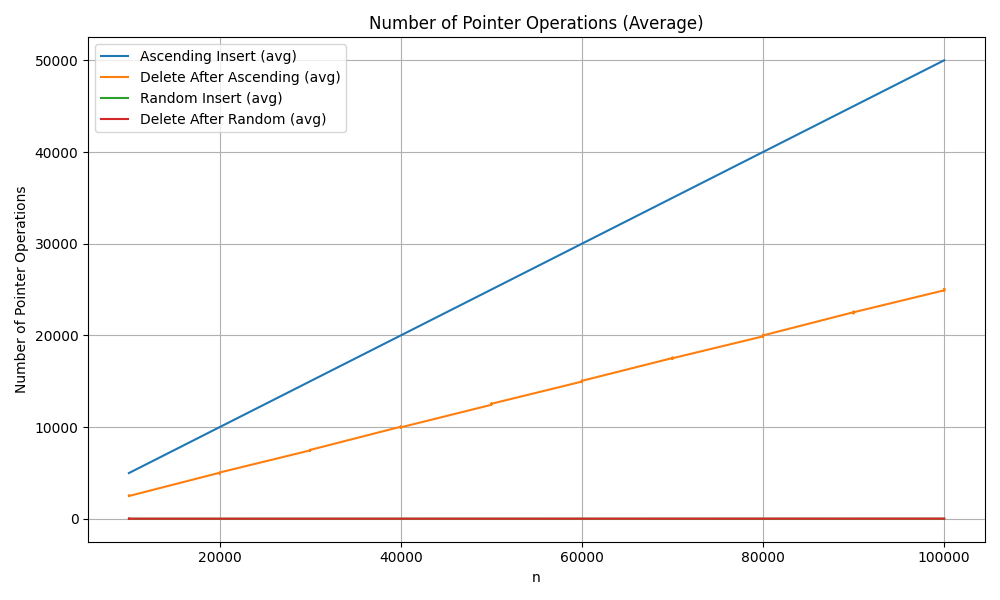 Number of Pointer Operations (Average)
Ascending Insert (avg)
Delete After Ascending (avg)
Random Insert (avg)
Delete After Random (avg)
Number of Pointer Operations
50000
40000
30000
20000
10000
0
20000 40000 60000 80000 100000
n